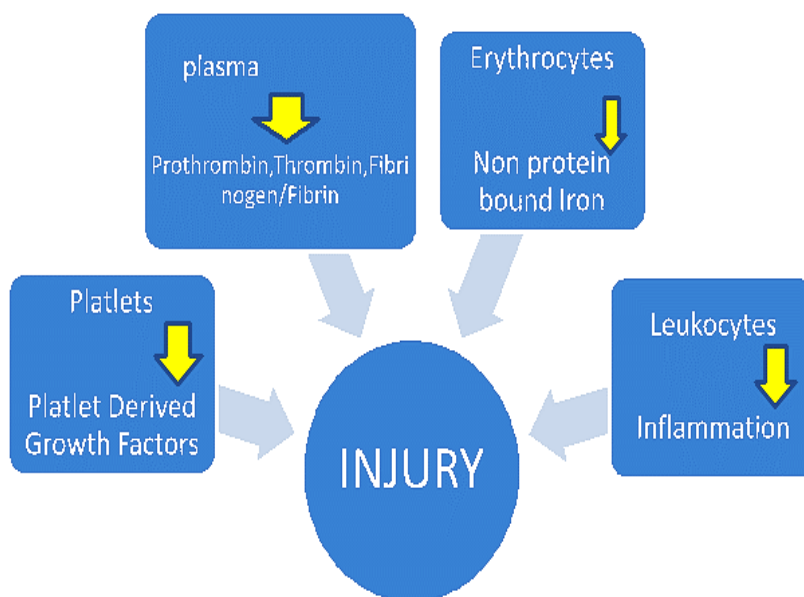 plasma
Prothrombin,Thrombin,Fibri
nogen/Fibrin
Erythrocytes
Non protein
bound Iron
Platlets
Platlet Derived
Growth Factors
Leukocytes
Inflammation
INJURY